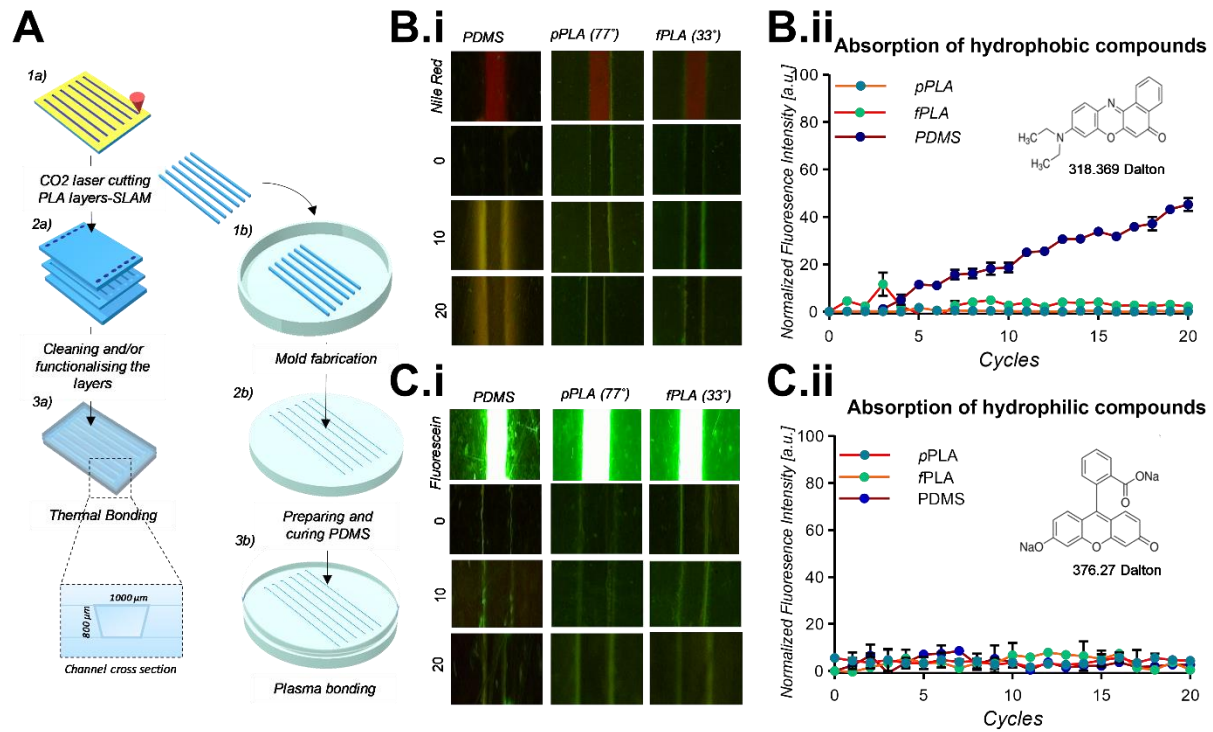 A
1a)
CO2 laser cutting
PLA layers-SLAM
2a)
Cleaning and/or
functionalising the
layers
3a)
Thermal Bonding
1000 µm
800 µm
Channel cross section
1b)
Mold fabrication
2b)
Preparing and
curing PDMS
3b)
Plasma bonding
B.i
PDMS
pPLA (77°)
fPLA (33°)
Nile Red
0
10
20
B.ii
Absorption of hydrophobic compounds
Normalized Fluoresence Intensity [a.u.]
100
80
60
40
20
0
pPLA
fPLA
PDMS
N
O
O
N
H₃C
H₃C
318.369 Dalton
0
5
10
15
20
Cycles
C.i
PDMS
pPLA (77°)
fPLA (33°)
Fluorescein
0
10
20
C.ii
Absorption of hydrophilic compounds
Normalized Fluoresence Intensity [a.u.]
100
80
60
40
20
0
pPLA
fPLA
PDMS
ONa
O
NaO
O
O
376.27 Dalton
0
5
10
15
20
Cycles